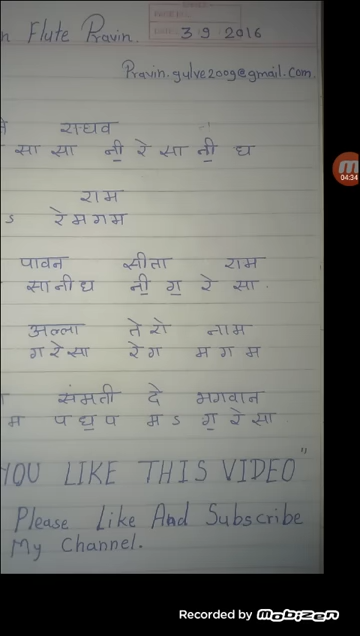 Flute Pravin.
3 9 2016
Pravin.gulve2009@gmail.com.
राघव
सा सा नी॒ रे सा नी॒ ध
04:34
राम
s रे म ग म
पावन सीता राम
सा नी ध नी॒ ग॒ रे सा .
अल्ला ते रो नाम
ग रे सा रे ग म ग म
संमती दे भगवान
म प ध॒ प म s ग॒ रे सा .
YOU LIKE THIS VIDEO"
Please Like And Subscribe
My Channel.
Recorded by mobizen